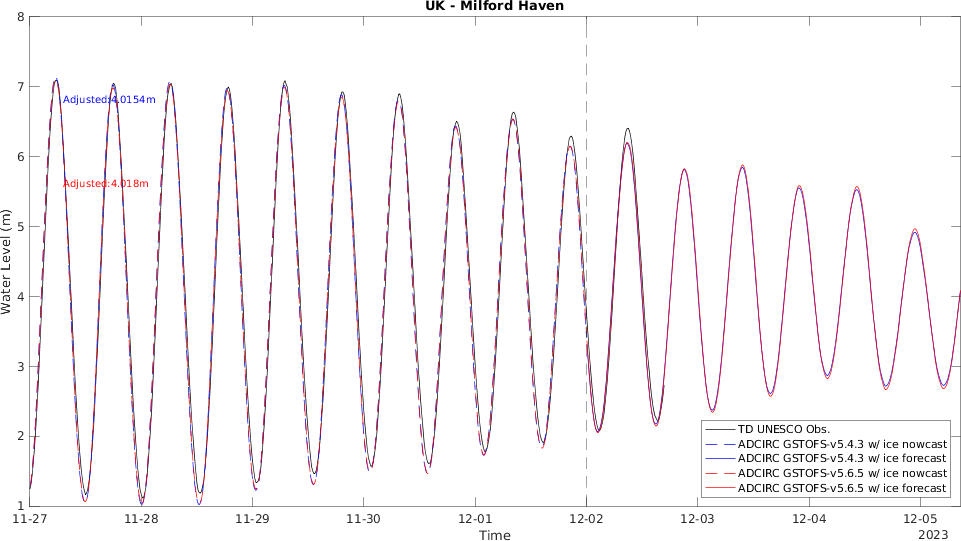 UK - Milford Haven
8
7
6
5
4
3
2
1
Water Level (m)
Adjusted:4.0154m
Adjusted:4.018m
TD UNESCO Obs.
ADCIRC GSTOFS-v5.4.3 w/ ice nowcast
ADCIRC GSTOFS-v5.4.3 w/ ice forecast
ADCIRC GSTOFS-v5.6.5 w/ ice nowcast
ADCIRC GSTOFS-v5.6.5 w/ ice forecast
11-27 11-28 11-29 11-30 12-01 12-02 12-03 12-04 12-05
Time
2023